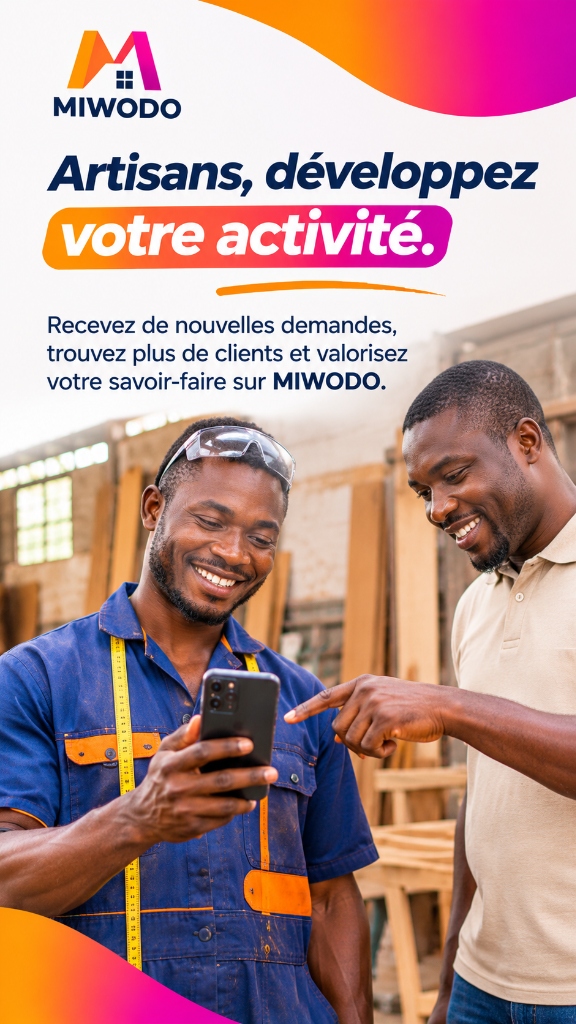 MIWODO
Artisans, développez
votre activité.
Recevez de nouvelles demandes,
trouvez plus de clients et valorisez
votre savoir-faire sur MIWODO.